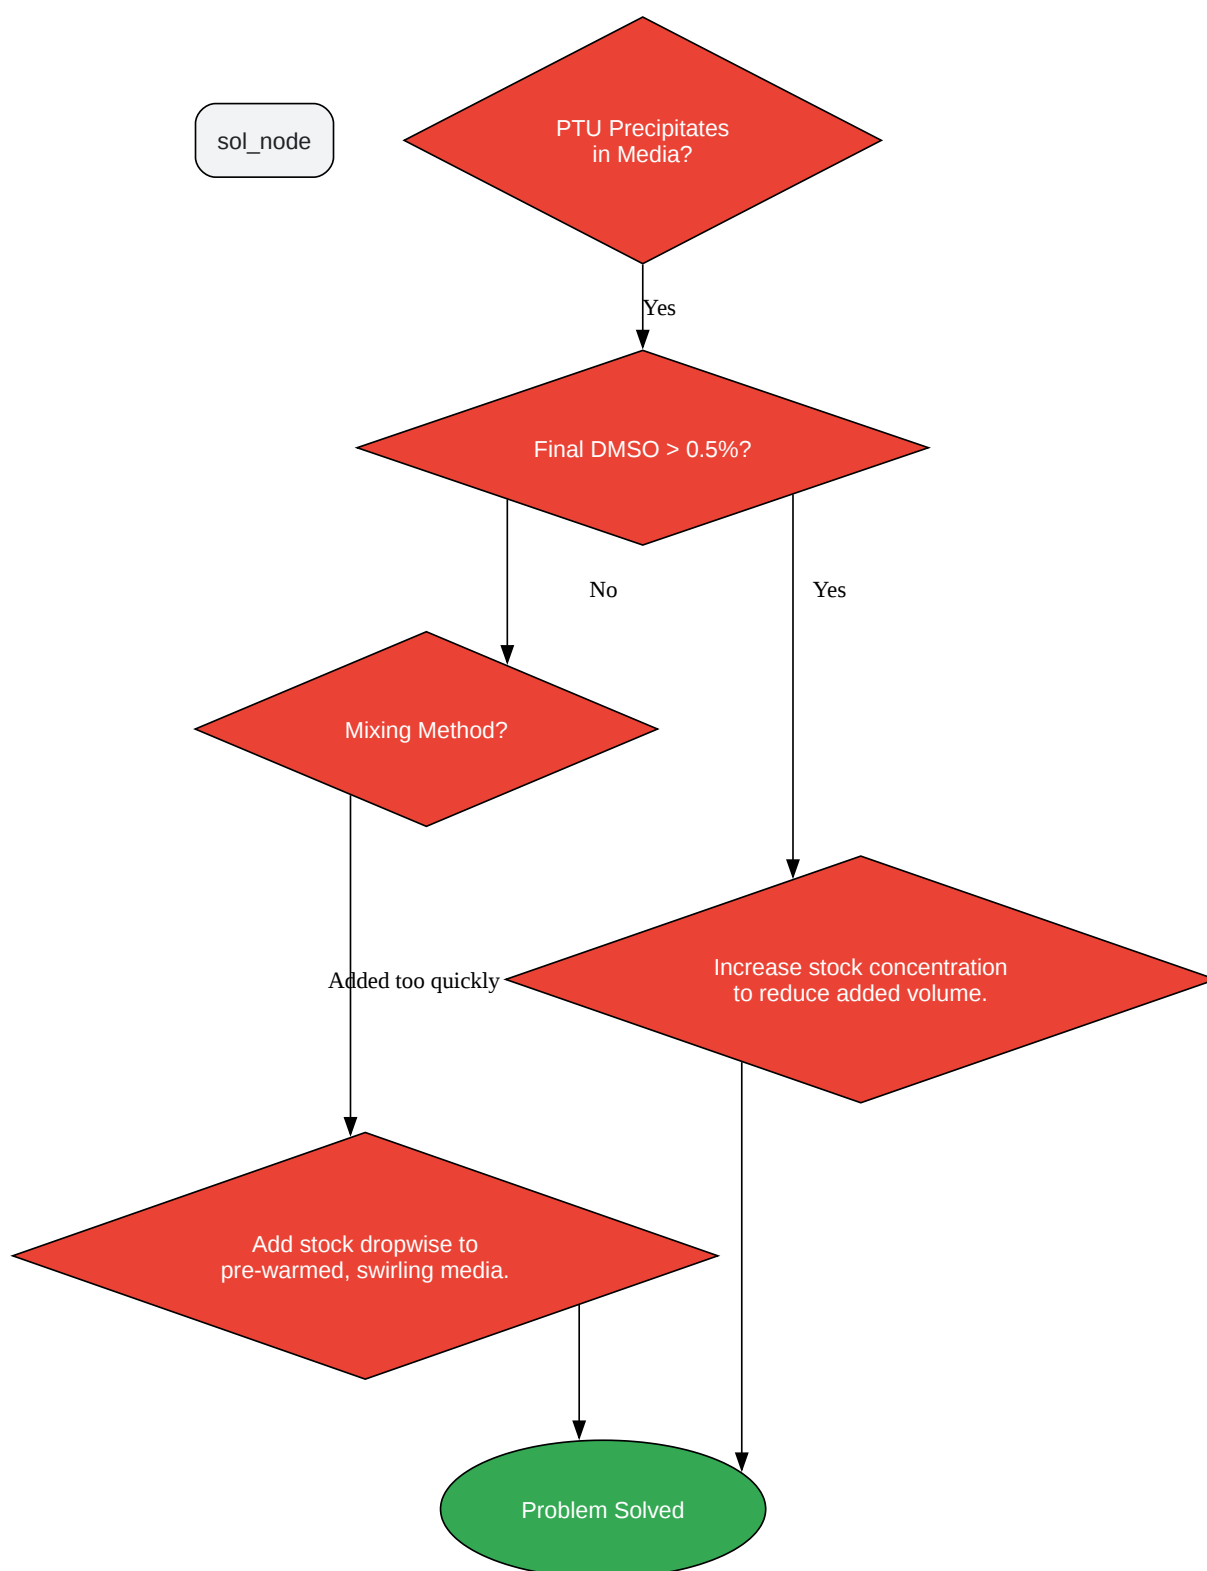 sol_node
PTU Precipitates
in Media?
Yes
Final DMSO > 0.5%?
No
Yes
Mixing Method?
Added too quickly
Increase stock concentration
to reduce added volume.
Add stock dropwise to
pre-warmed, swirling media.
Problem Solved